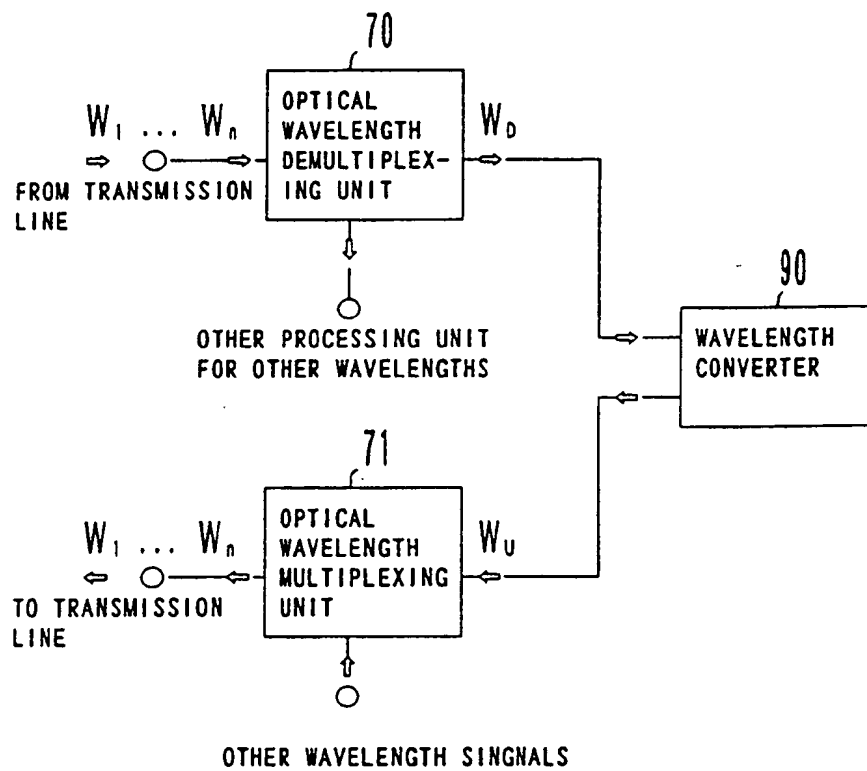 70
OPTICAL
WAVELENGTH
DEMULTIPLEX-
ING UNIT
W1 ... Wn
WD
FROM TRANSMISSION
LINE
OTHER PROCESSING UNIT
FOR OTHER WAVELENGTHS
90
WAVELENGTH
CONVERTER
71
OPTICAL
WAVELENGTH
MULTIPLEXING
UNIT
W1 ... Wn
WU
TO TRANSMISSION
LINE
OTHER WAVELENGTH SINGNALS